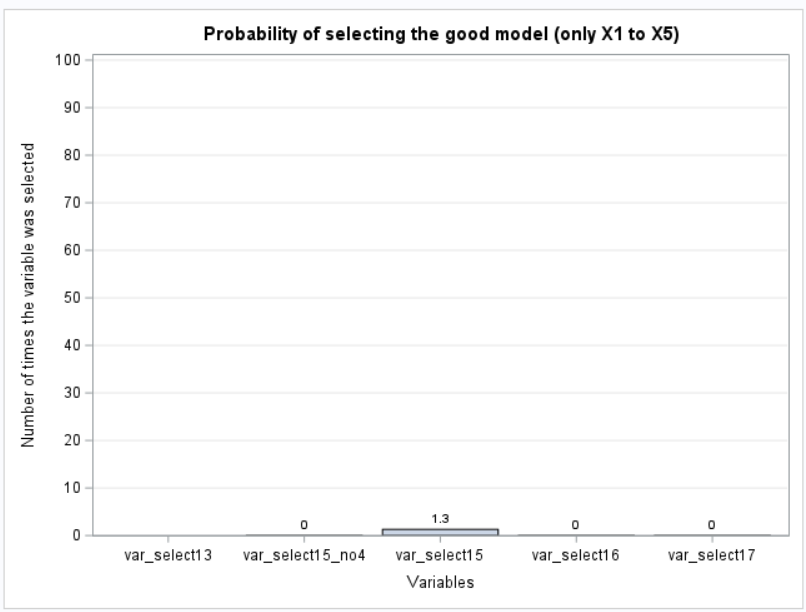 Probability of selecting the good model (only X1 to X5)
Number of times the variable was selected
100
90
80
70
60
50
40
30
20
10
0
0
1.3
0
0
var_select13
var_select15_no4
var_select15
var_select16
var_select17
Variables